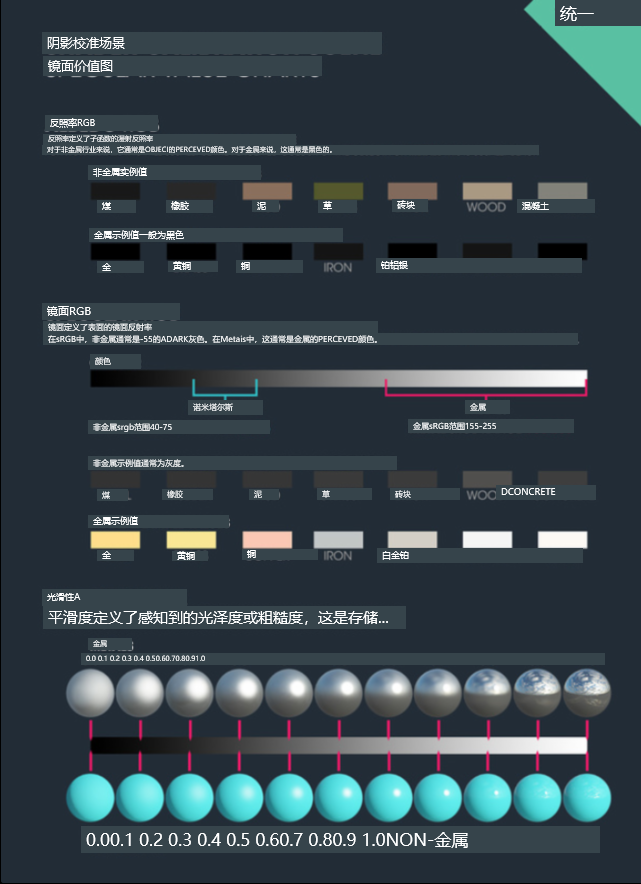 统一
阴影校准场景
镜面价值图
反照率RGB
反照率定义了子函数的漫射反照率
对于非金属行业来说，它通常是OBJECI的PERCEVED颜色。对于金属来说，这通常是黑色的。
非金属实例值
煤 橡胶 泥 草 砖块 WOOD 混凝土
金属示例值一般为黑色
全 黄铜 铜 IRON 铂铝银
镜面RGB
镜面定义了表面的镜面反射率
在sRGB中，非金属通常是-55的ADARK灰色。在Metais中，这通常是金属的PERCEVED颜色。
颜色
诺米塔尔斯 金属
非金属srgb范围40-75 金属sRGB范围155-255
非金属示例值通常为灰度。
煤 橡胶 泥 草 砖块 WOO DCONCRETE
金属示例值
全 黄铜 铜 IRON 白金铂
光滑性A
平滑度定义了感知到的光泽度或粗糙度，这是存储...
金属
0.0 0.1 0.2 0.3 0.4 0.50.60.70.80.91.0
0.00.1 0.2 0.3 0.4 0.5 0.60.7 0.80.9 1.0NON-金属